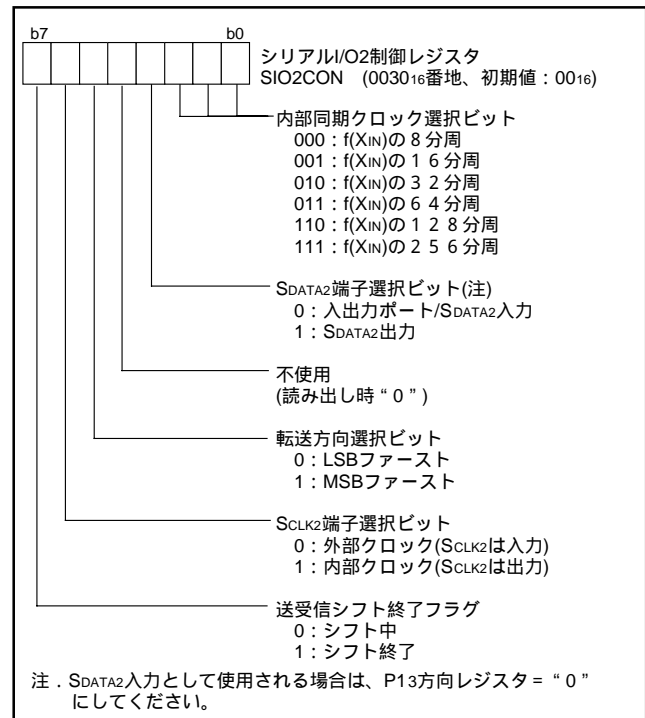 b7 b0
シリアルI/O2制御レジスタ
SIO2CON (003016番地、初期値：0016)
内部同期クロック選択ビット
000：f(XIN)の８分周
001：f(XIN)の１６分周
010：f(XIN)の３２分周
011：f(XIN)の６４分周
110：f(XIN)の１２８分周
111：f(XIN)の２５６分周
SDATA2端子選択ビット(注)
0：入出力ポート/SDATA2入力
1：SDATA2出力
不使用
(読み出し時“0”)
転送方向選択ビット
0：LSBファースト
1：MSBファースト
SCLK2端子選択ビット
0：外部クロック(SCLK2は入力)
1：内部クロック(SCLK2は出力)
送受信シフト終了フラグ
0：シフト中
1：シフト終了
注．SDATA2入力として使用される場合は、P13方向レジスタ=“0”
にしてください。